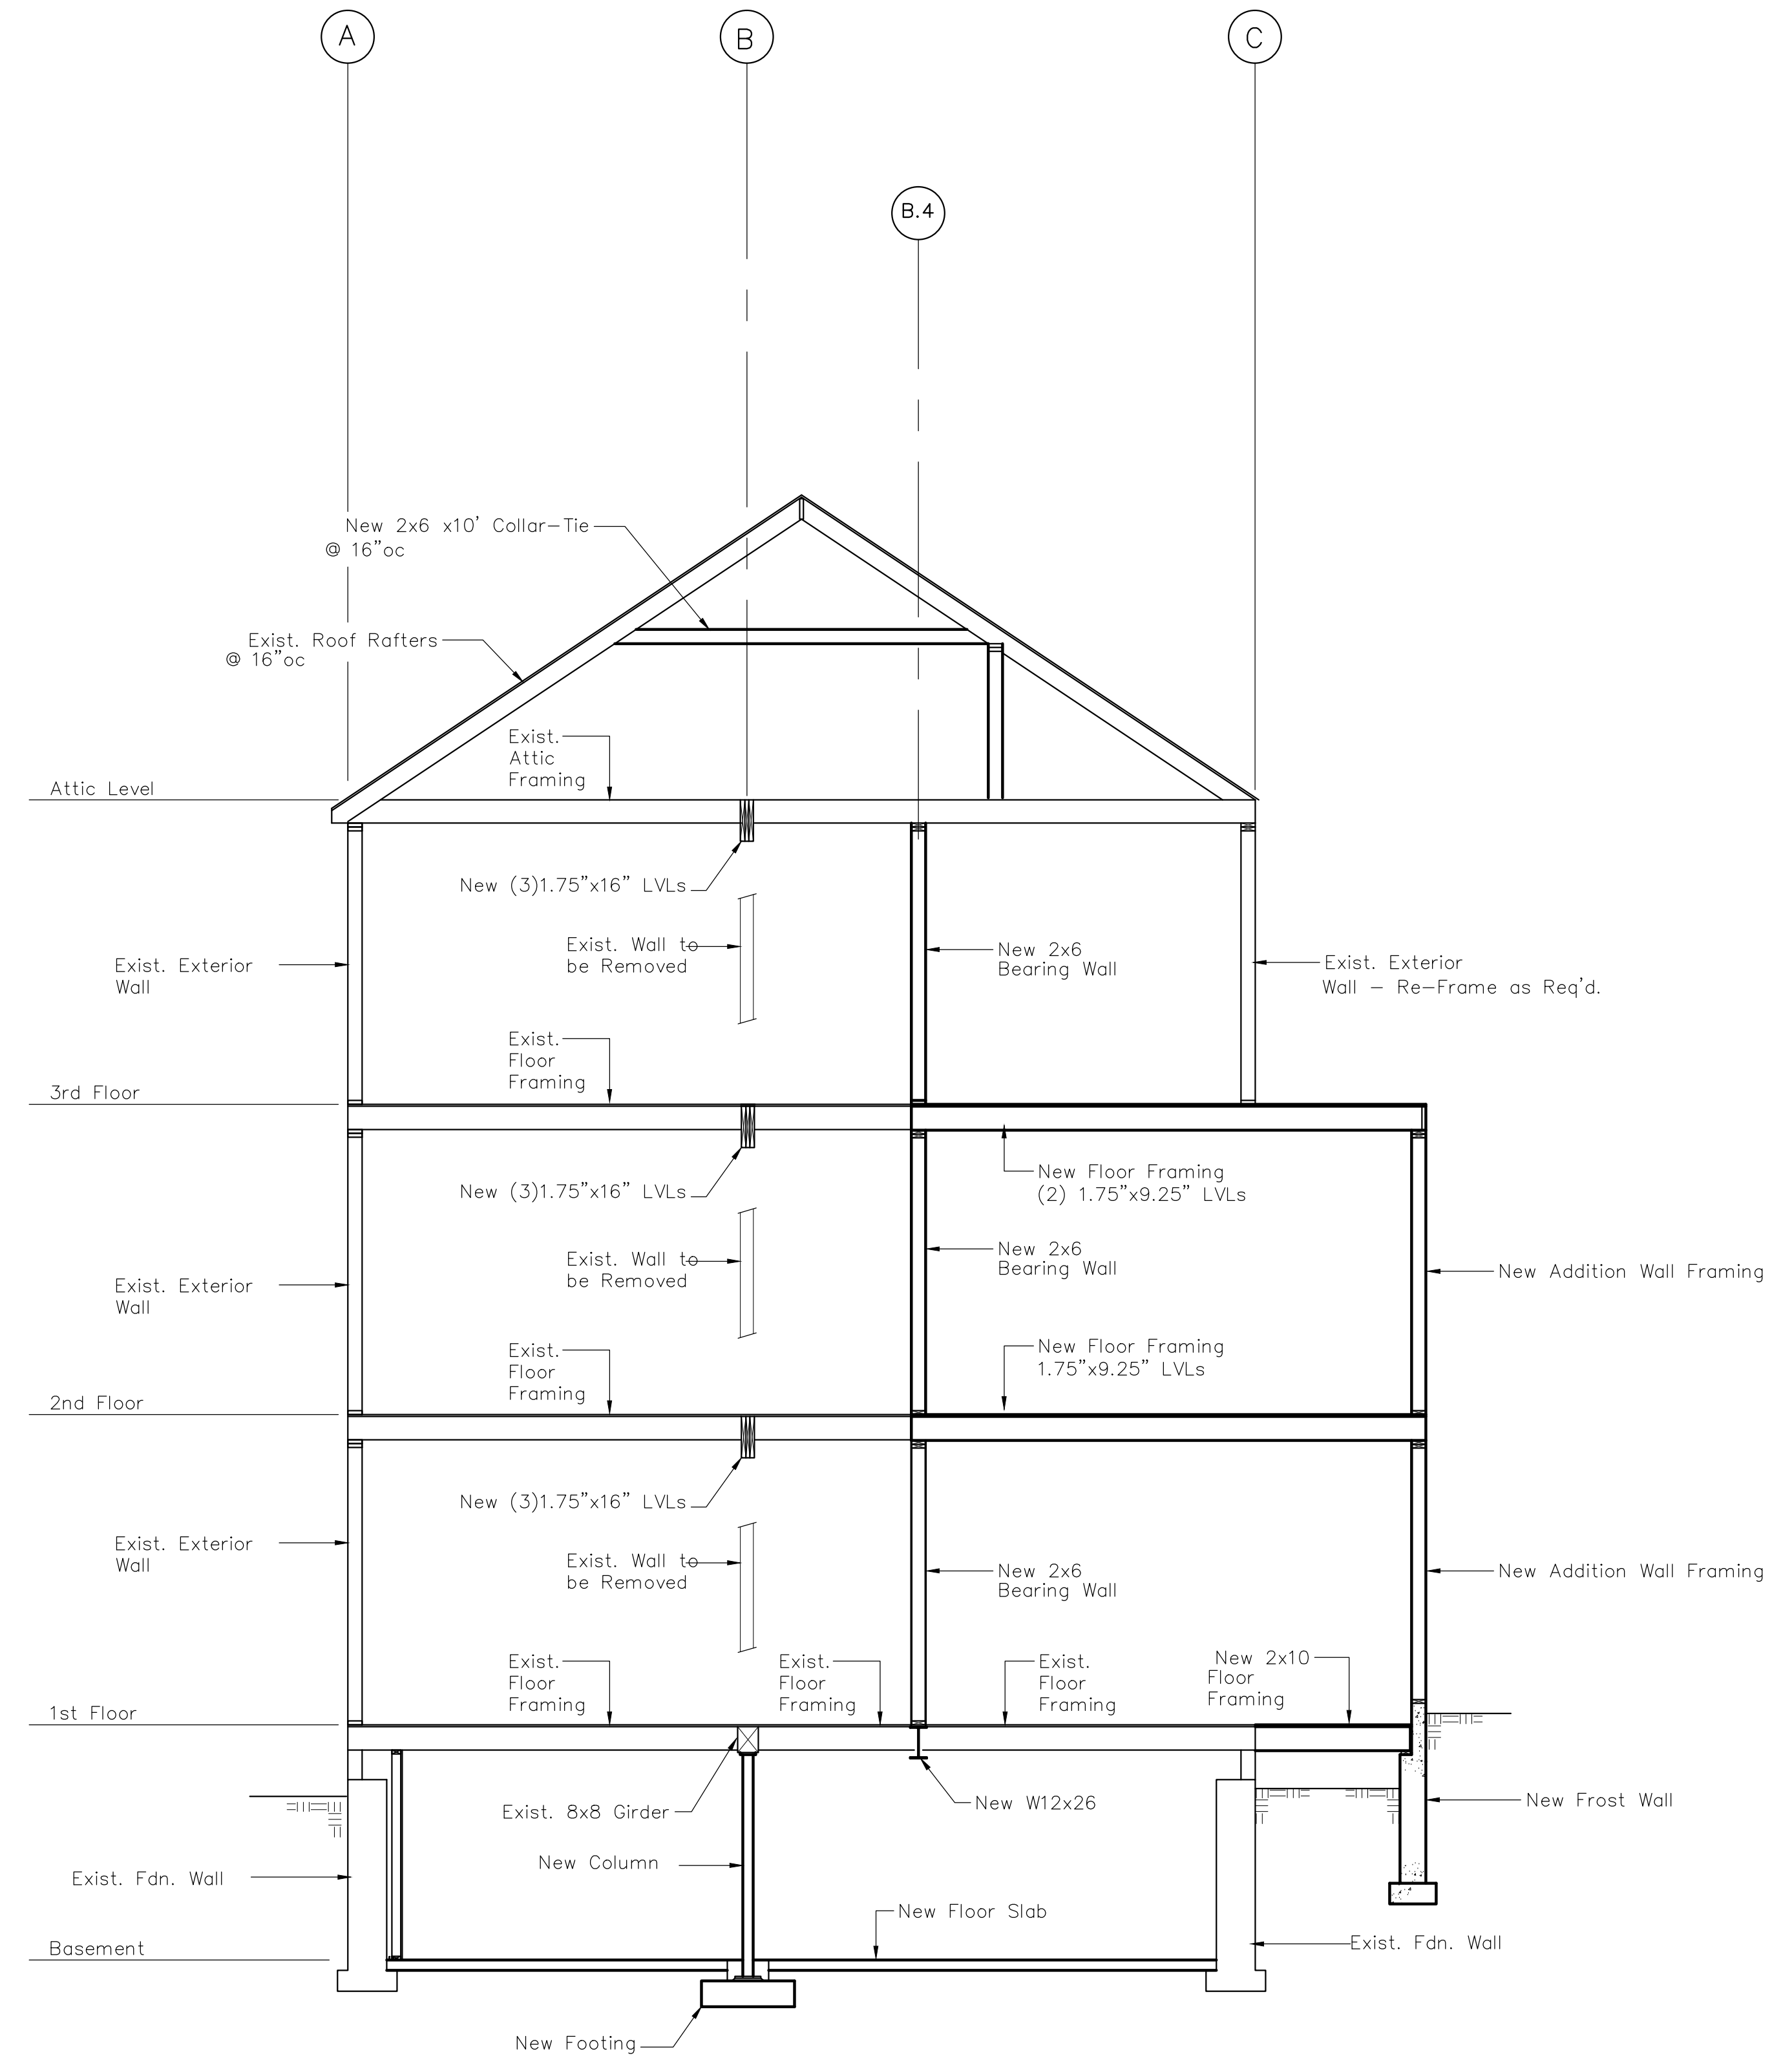 A
B
C
B.4
New 2x6 x10' Collar-Tie
@ 16"oc
Exist. Roof Rafters
@ 16"oc
Exist.
Attic
Framing
Attic Level
New (3)1.75"x16" LVLs
Exist. Wall to
be Removed
New 2x6
Bearing Wall
Exist. Exterior
Wall
Exist. Exterior
Wall - Re-Frame as Req'd.
Exist.
Floor
Framing
3rd Floor
New Floor Framing
(2) 1.75"x9.25" LVLs
New (3)1.75"x16" LVLs
Exist. Wall to
be Removed
New 2x6
Bearing Wall
Exist. Exterior
Wall
New Addition Wall Framing
Exist.
Floor
Framing
New Floor Framing
1.75"x9.25" LVLs
2nd Floor
New (3)1.75"x16" LVLs
Exist. Exterior
Wall
Exist. Wall to
be Removed
New 2x6
Bearing Wall
New Addition Wall Framing
Exist.
Floor
Framing
Exist.
Floor
Framing
Exist.
Floor
Framing
New 2x10
Floor
Framing
1st Floor
Exist. 8x8 Girder
New W12x26
New Frost Wall
New Column
Exist. Fdn. Wall
New Floor Slab
Exist. Fdn. Wall
Basement
New Footing